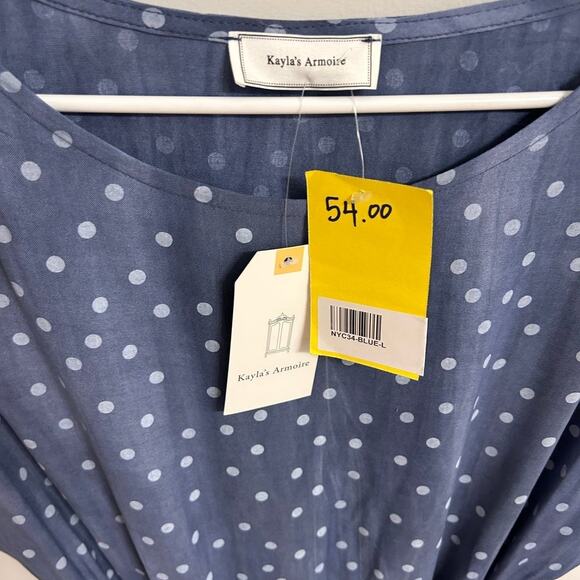 Kayla's Armoire
54.00
NYC34-BLUE-L
Kayla's Armoire